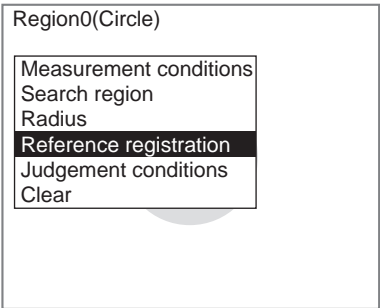 Region0(Circle)
Measurement conditions
Search region
Radius
Reference registration
Judgement conditions
Clear